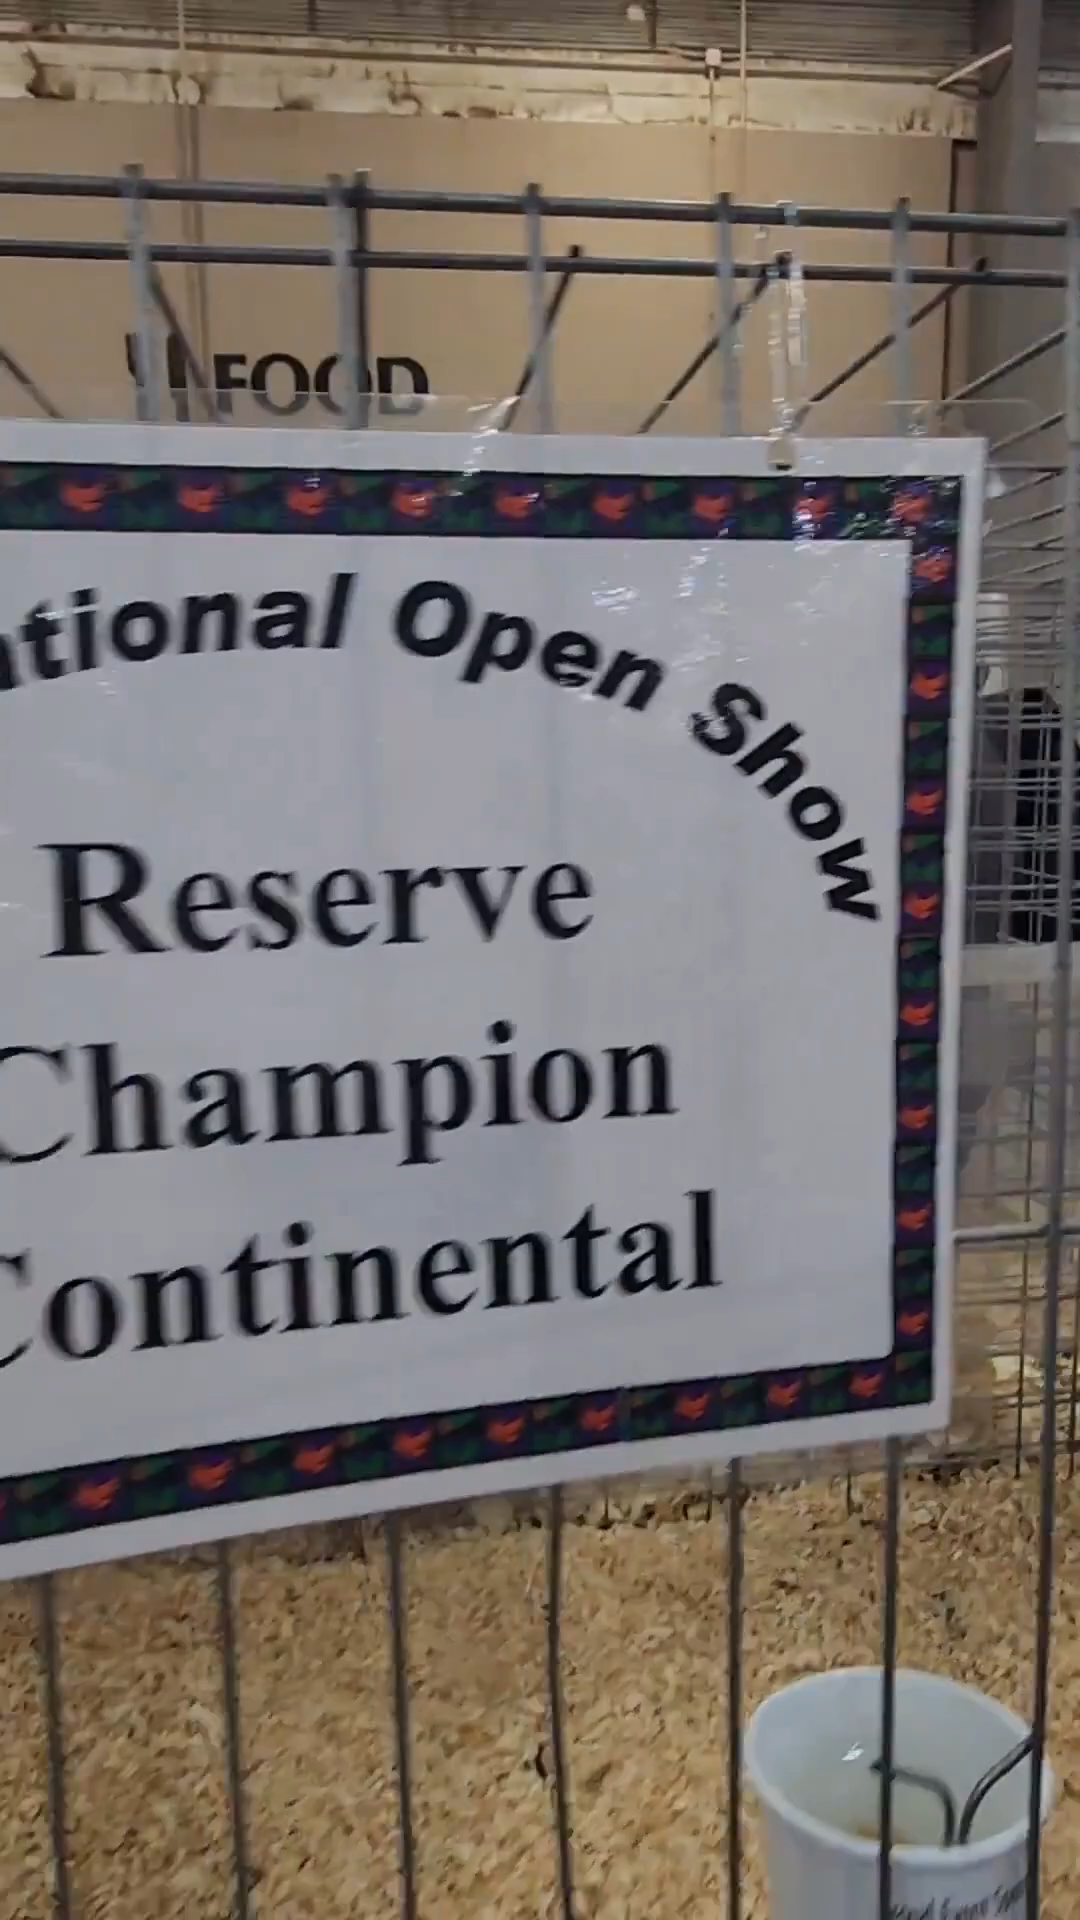 FOOD
ational Open Show
Reserve
Champion
Continental